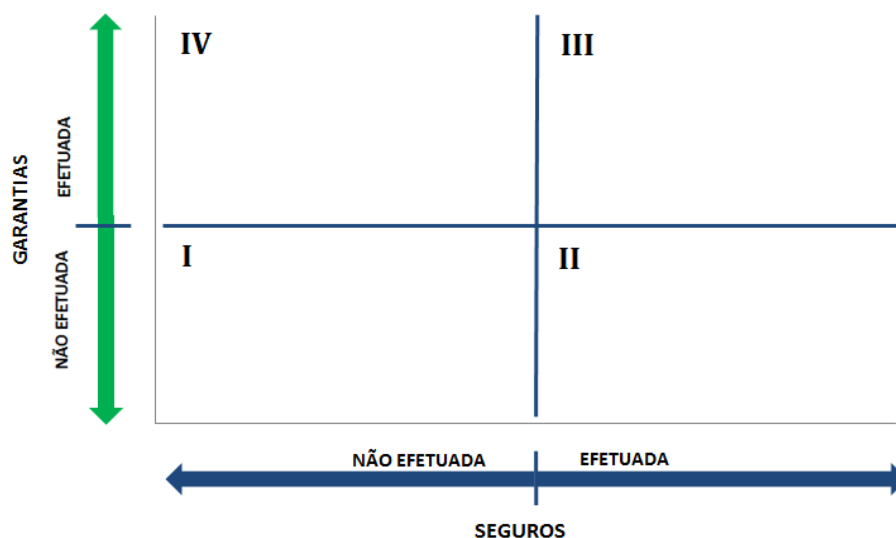 IV
III
GARANTIAS
EFETUADA
NÃO EFETUADA
I
II
NÃO EFETUADA
EFETUADA
SEGUROS